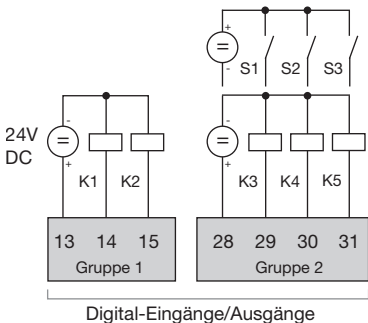 +
=
-
S1 S2 S3
24V
DC
-
=
+
K1 K2
-
=
+
K3 K4 K5
13 14 15
Gruppe 1
28 29 30 31
Gruppe 2
Digital-Eingänge/Ausgänge